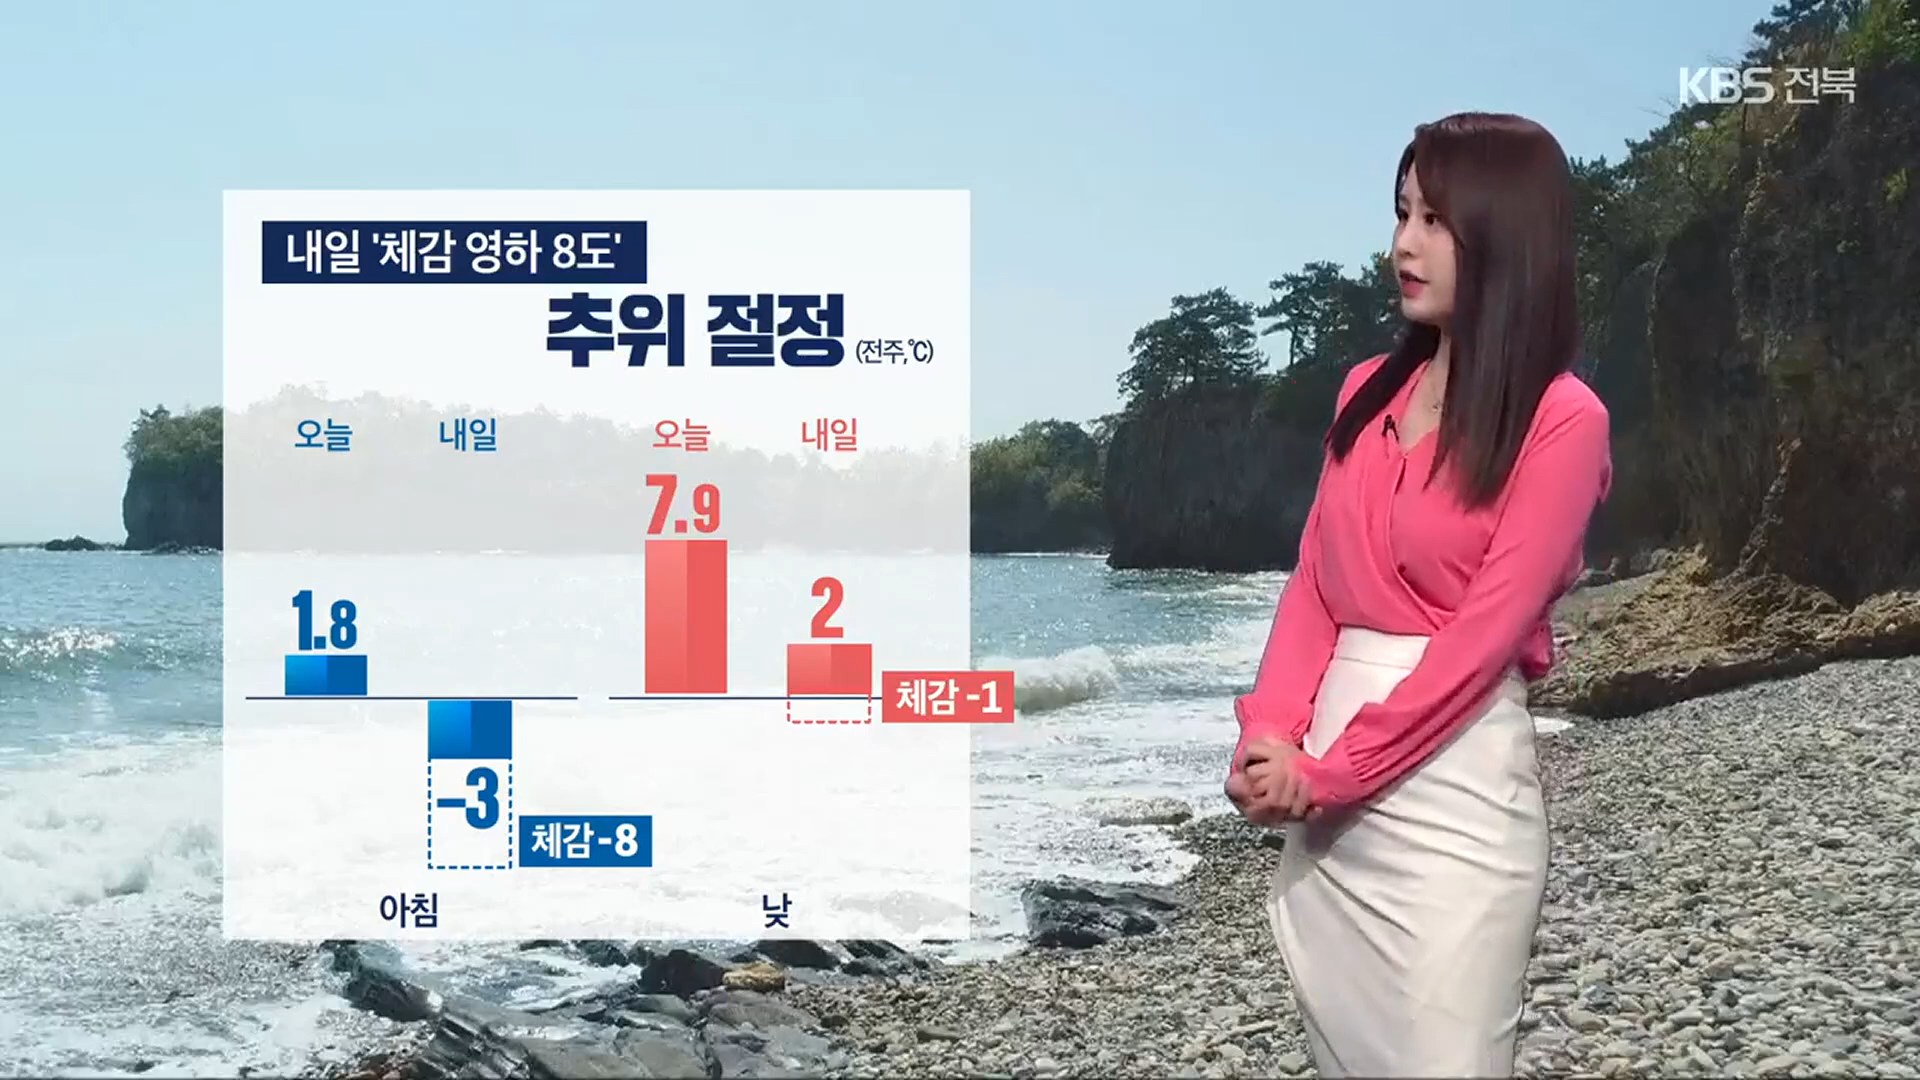 KBS 전북
내일 '체감 영하 8도'
추위 절정 (전주,℃)
오늘 내일 오늘 내일
7.9
1.8
2
체감 -1
-3
체감 -8
아침 낮